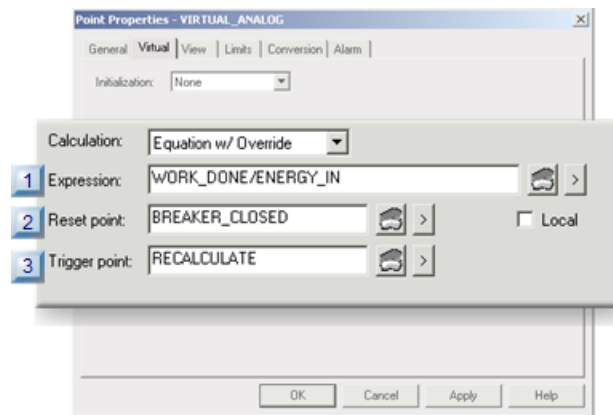 Point Properties - VIRTUAL_ANALOG
General Virtual View Limits Conversion Alarm
Initialization: None
Calculation: Equation w/ Override
1 Expression: WORK_DONE/ENERGY_IN >
2 Reset point: BREAKER_CLOSED > Local
3 Trigger point: RECALCULATE >
OK Cancel Apply Help